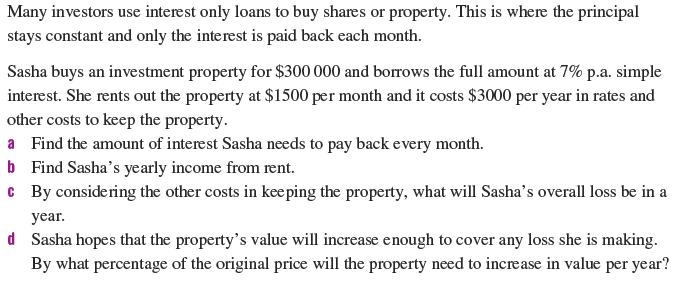 Many investors use interest only loans to buy shares or property. This is where the principal
stays constant and only the interest is paid back each month.
Sasha buys an investment property for $300 000 and borrows the full amount at 7% p.a. simple
interest. She rents out the property at $1500 per month and it costs $3000 per year in rates and
other costs to keep the property.
a Find the amount of interest Sasha needs to pay back every month.
b Find Sasha's yearly income from rent.
c By considering the other costs in keeping the property, what will Sasha's overall loss be in a
year.
d Sasha hopes that the property's value will increase enough to cover any loss she is making.
By what percentage of the original price will the property need to increase in value per year?